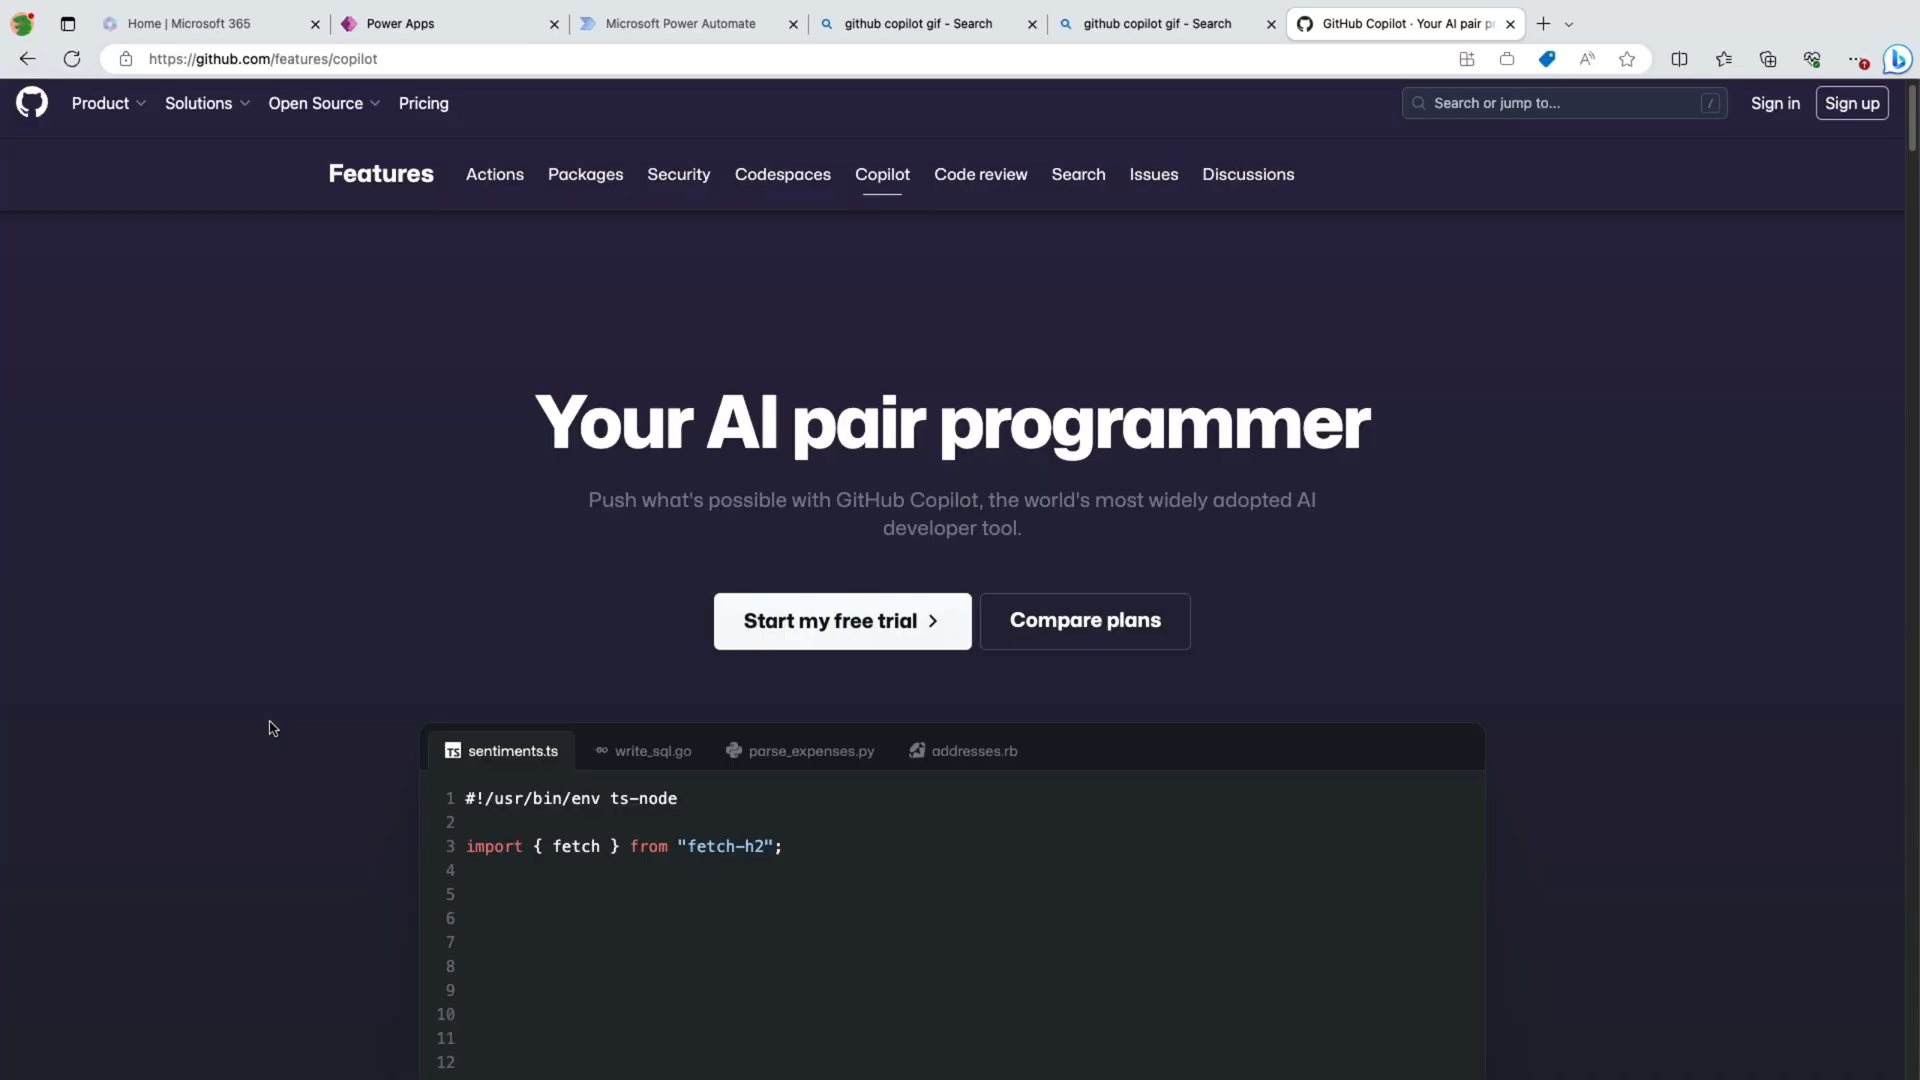 Home | Microsoft 365
Power Apps
Microsoft Power Automate
github copilot gif - Search
github copilot gif - Search
GitHub Copilot · Your AI pair pr
https://github.com/features/copilot
Product
Solutions
Open Source
Pricing
Search or jump to...
/
Sign in
Sign up
Features
Actions
Packages
Security
Codespaces
Copilot
Code review
Search
Issues
Discussions
Your AI pair programmer
Push what's possible with GitHub Copilot, the world's most widely adopted AI
developer tool.
Start my free trial
Compare plans
TS sentiments.ts
write_sql.go
parse_expenses.py
addresses.rb
1 #!/usr/bin/env ts-node
2
3 import { fetch } from "fetch-h2";
4
5
6
7
8
9
10
11
12